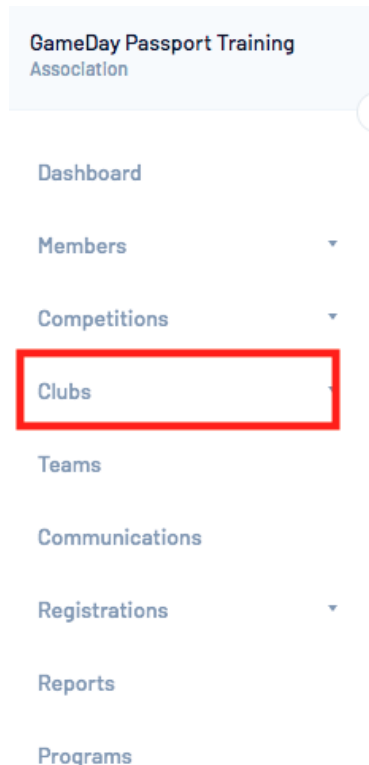 GameDay Passport Training
Association
Dashboard
Members
Competitions
Clubs
Teams
Communications
Registrations
Reports
Programs